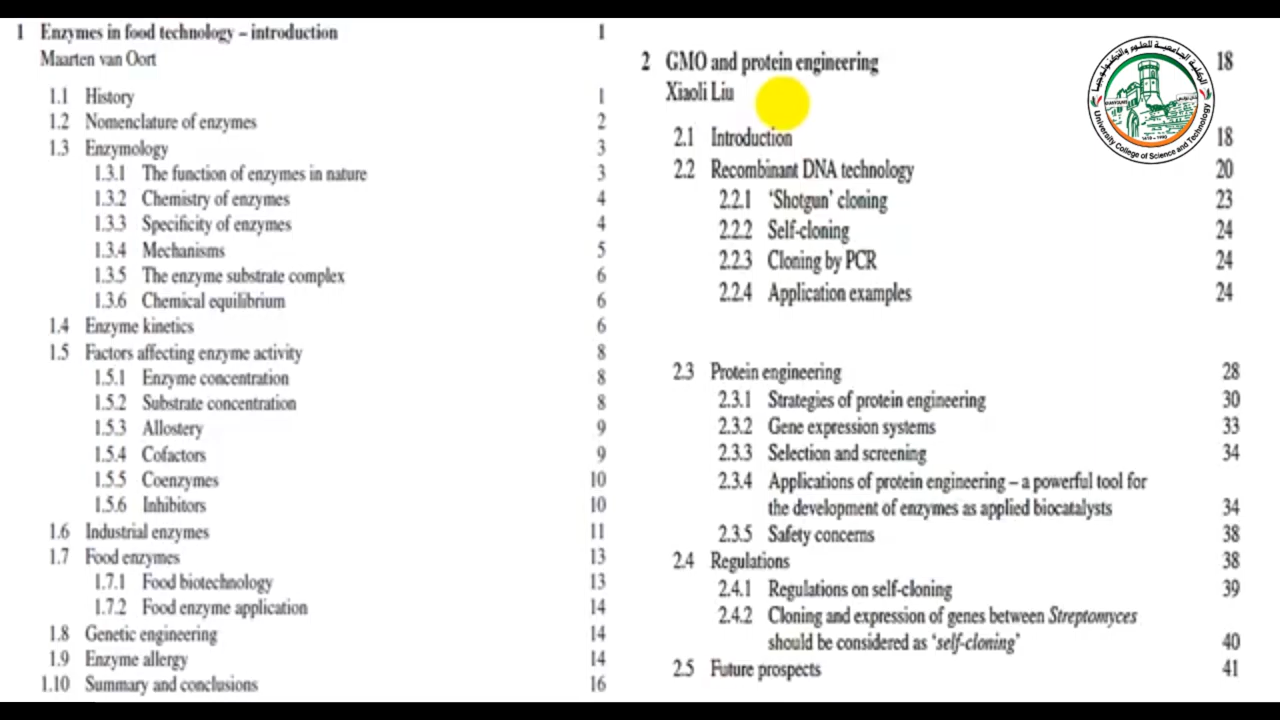 1 Enzymes in food technology – introduction 1
Maarten van Oort
1.1 History 1
1.2 Nomenclature of enzymes 2
1.3 Enzymology 3
1.3.1 The function of enzymes in nature 3
1.3.2 Chemistry of enzymes 4
1.3.3 Specificity of enzymes 4
1.3.4 Mechanisms 5
1.3.5 The enzyme substrate complex 6
1.3.6 Chemical equilibrium 6
1.4 Enzyme kinetics 6
1.5 Factors affecting enzyme activity 8
1.5.1 Enzyme concentration 8
1.5.2 Substrate concentration 8
1.5.3 Allostery 9
1.5.4 Cofactors 9
1.5.5 Coenzymes 10
1.5.6 Inhibitors 10
1.6 Industrial enzymes 11
1.7 Food enzymes 13
1.7.1 Food biotechnology 13
1.7.2 Food enzyme application 14
1.8 Genetic engineering 14
1.9 Enzyme allergy 14
1.10 Summary and conclusions 16
2 GMO and protein engineering 18
Xiaoli Liu
2.1 Introduction 18
2.2 Recombinant DNA technology 20
2.2.1 ‘Shotgun’ cloning 23
2.2.2 Self-cloning 24
2.2.3 Cloning by PCR 24
2.2.4 Application examples 24
2.3 Protein engineering 28
2.3.1 Strategies of protein engineering 30
2.3.2 Gene expression systems 33
2.3.3 Selection and screening 34
2.3.4 Applications of protein engineering – a powerful tool for
the development of enzymes as applied biocatalysts 34
2.3.5 Safety concerns 38
2.4 Regulations 38
2.4.1 Regulations on self-cloning 39
2.4.2 Cloning and expression of genes between Streptomyces
should be considered as ‘self-cloning’ 40
2.5 Future prospects 41
الكلية الجامعية للعلوم والتكنولوجيا
University College of Science and Technology